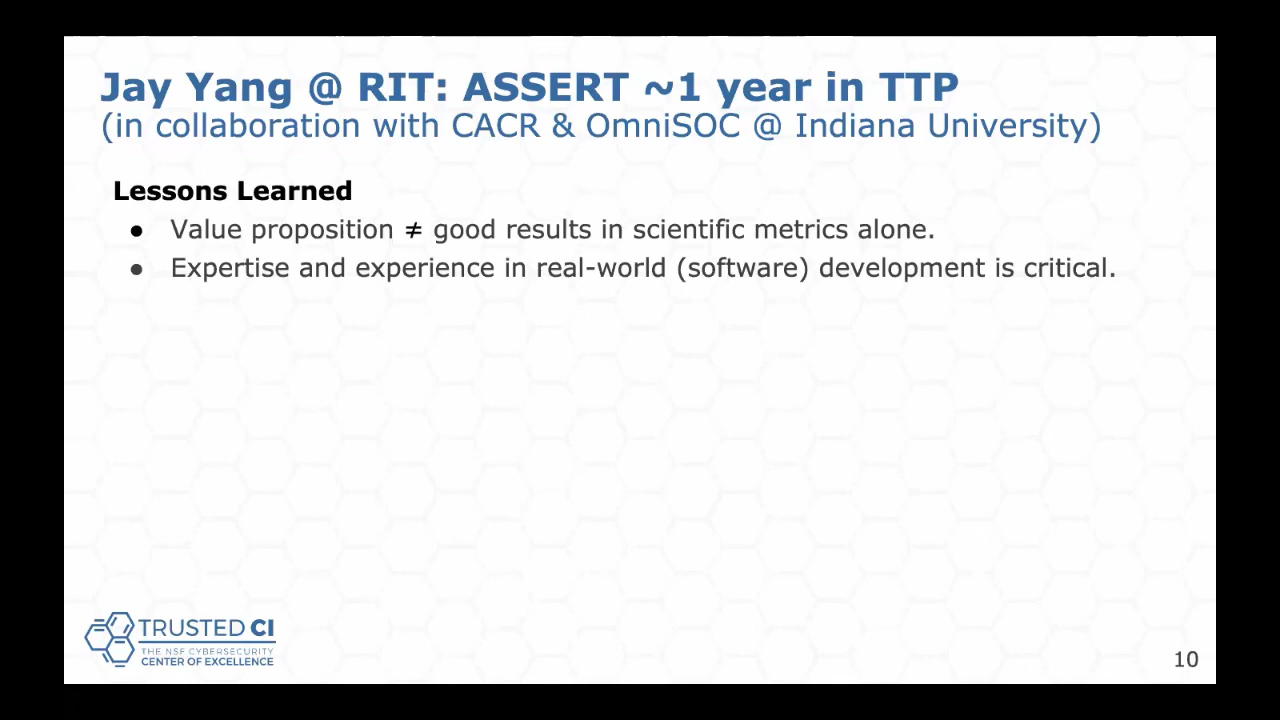 Jay Yang @ RIT: ASSERT ~1 year in TTP
(in collaboration with CACR & OmniSOC @ Indiana University)
Lessons Learned
● Value proposition ≠ good results in scientific metrics alone.
● Expertise and experience in real-world (software) development is critical.
TRUSTED CI
THE NSF CYBERSECURITY
CENTER OF EXCELLENCE
10